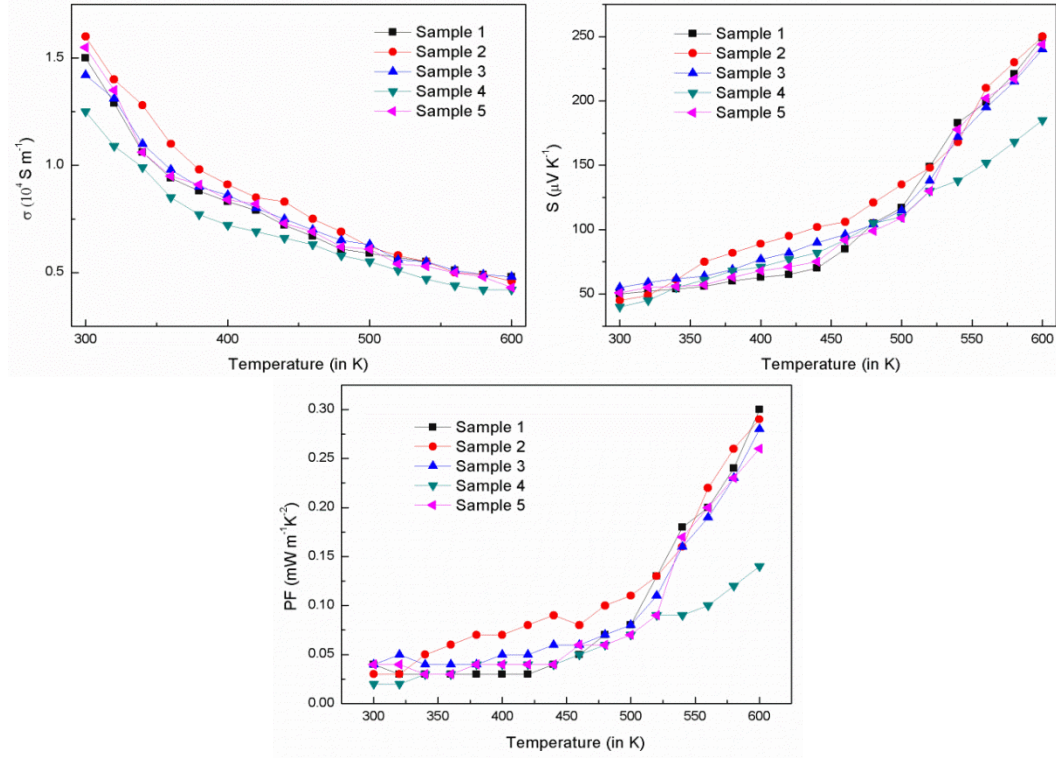 Sample 1
Sample 2
Sample 3
Sample 4
Sample 5
1.5
1.0
0.5
σ (10⁴ S m⁻¹)
300
350
400
450
500
550
600
Temperature (in K)
Sample 1
Sample 2
Sample 3
Sample 4
Sample 5
250
200
150
100
50
S (μV K⁻¹)
300
350
400
450
500
550
600
Temperature (in K)
Sample 1
Sample 2
Sample 3
Sample 4
Sample 5
0.30
0.25
0.20
0.15
0.10
0.05
0.00
PF (mW m⁻¹K⁻²)
300
350
400
450
500
550
600
Temperature (in K)